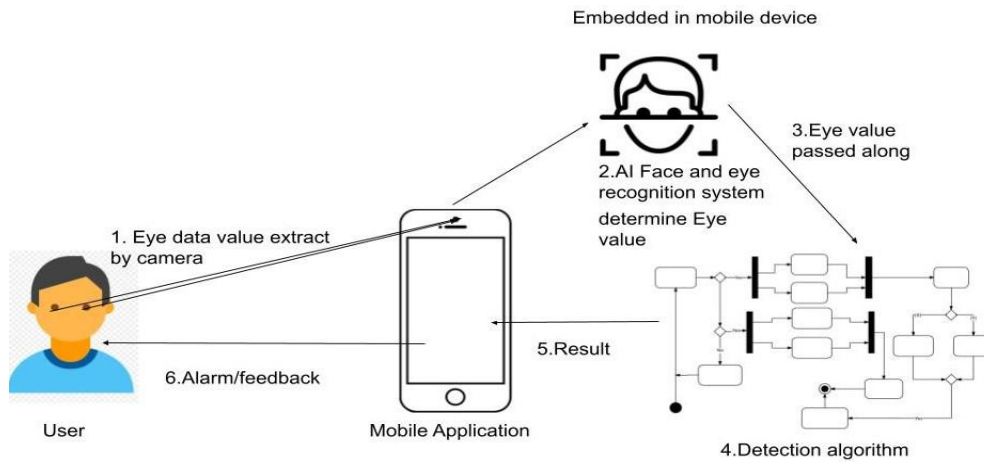 Embedded in mobile device
1. Eye data value extract
by camera
2.AI Face and eye
recognition system
determine Eye
value
3.Eye value
passed along
5.Result
6.Alarm/feedback
User
Mobile Application
4.Detection algorithm